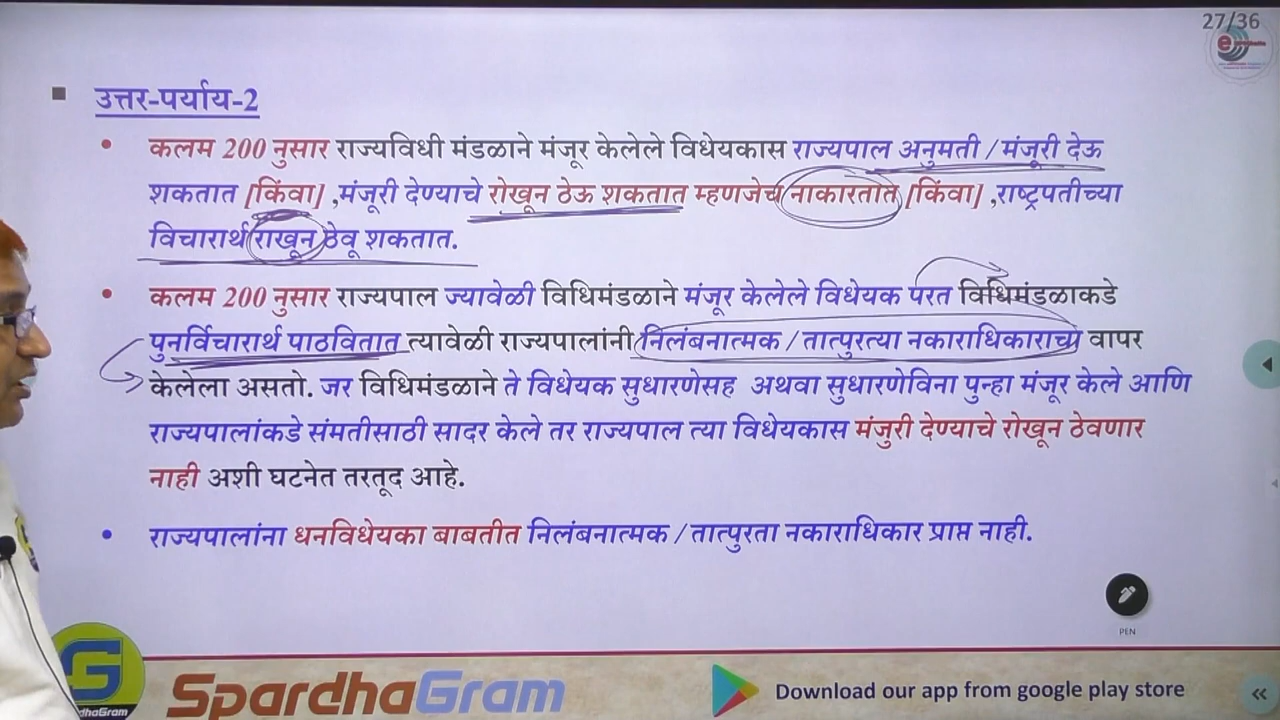 27/36
उत्तर-पर्याय-2
कलम 200 नुसार राज्यविधी मंडळाने मंजूर केलेले विधेयकास राज्यपाल अनुमती / मंजूरी देऊ
शकतात [किंवा] ,मंजूरी देण्याचे रोखून ठेऊ शकतात म्हणजेच नाकारतात [किंवा] ,राष्ट्रपतीच्या
विचारार्थ राखून ठेवू शकतात.
कलम 200 नुसार राज्यपाल ज्यावेळी विधिमंडळाने मंजूर केलेले विधेयक परत विधिमंडळाकडे
पुनर्विचारार्थ पाठवितात त्यावेळी राज्यपालांनी निलंबनात्मक / तात्पुरत्या नकाराधिकाराचा वापर
केलेला असतो. जर विधिमंडळाने ते विधेयक सुधारणेसह अथवा सुधारणेविना पुन्हा मंजूर केले आणि
राज्यपालांकडे संमतीसाठी सादर केले तर राज्यपाल त्या विधेयकास मंजुरी देण्याचे रोखून ठेवणार
नाही अशी घटनेत तरतूद आहे.
राज्यपालांना धनविधेयका बाबतीत निलंबनात्मक / तात्पुरता नकाराधिकार प्राप्त नाही.
PEN
SpardhaGram
Download our app from google play store